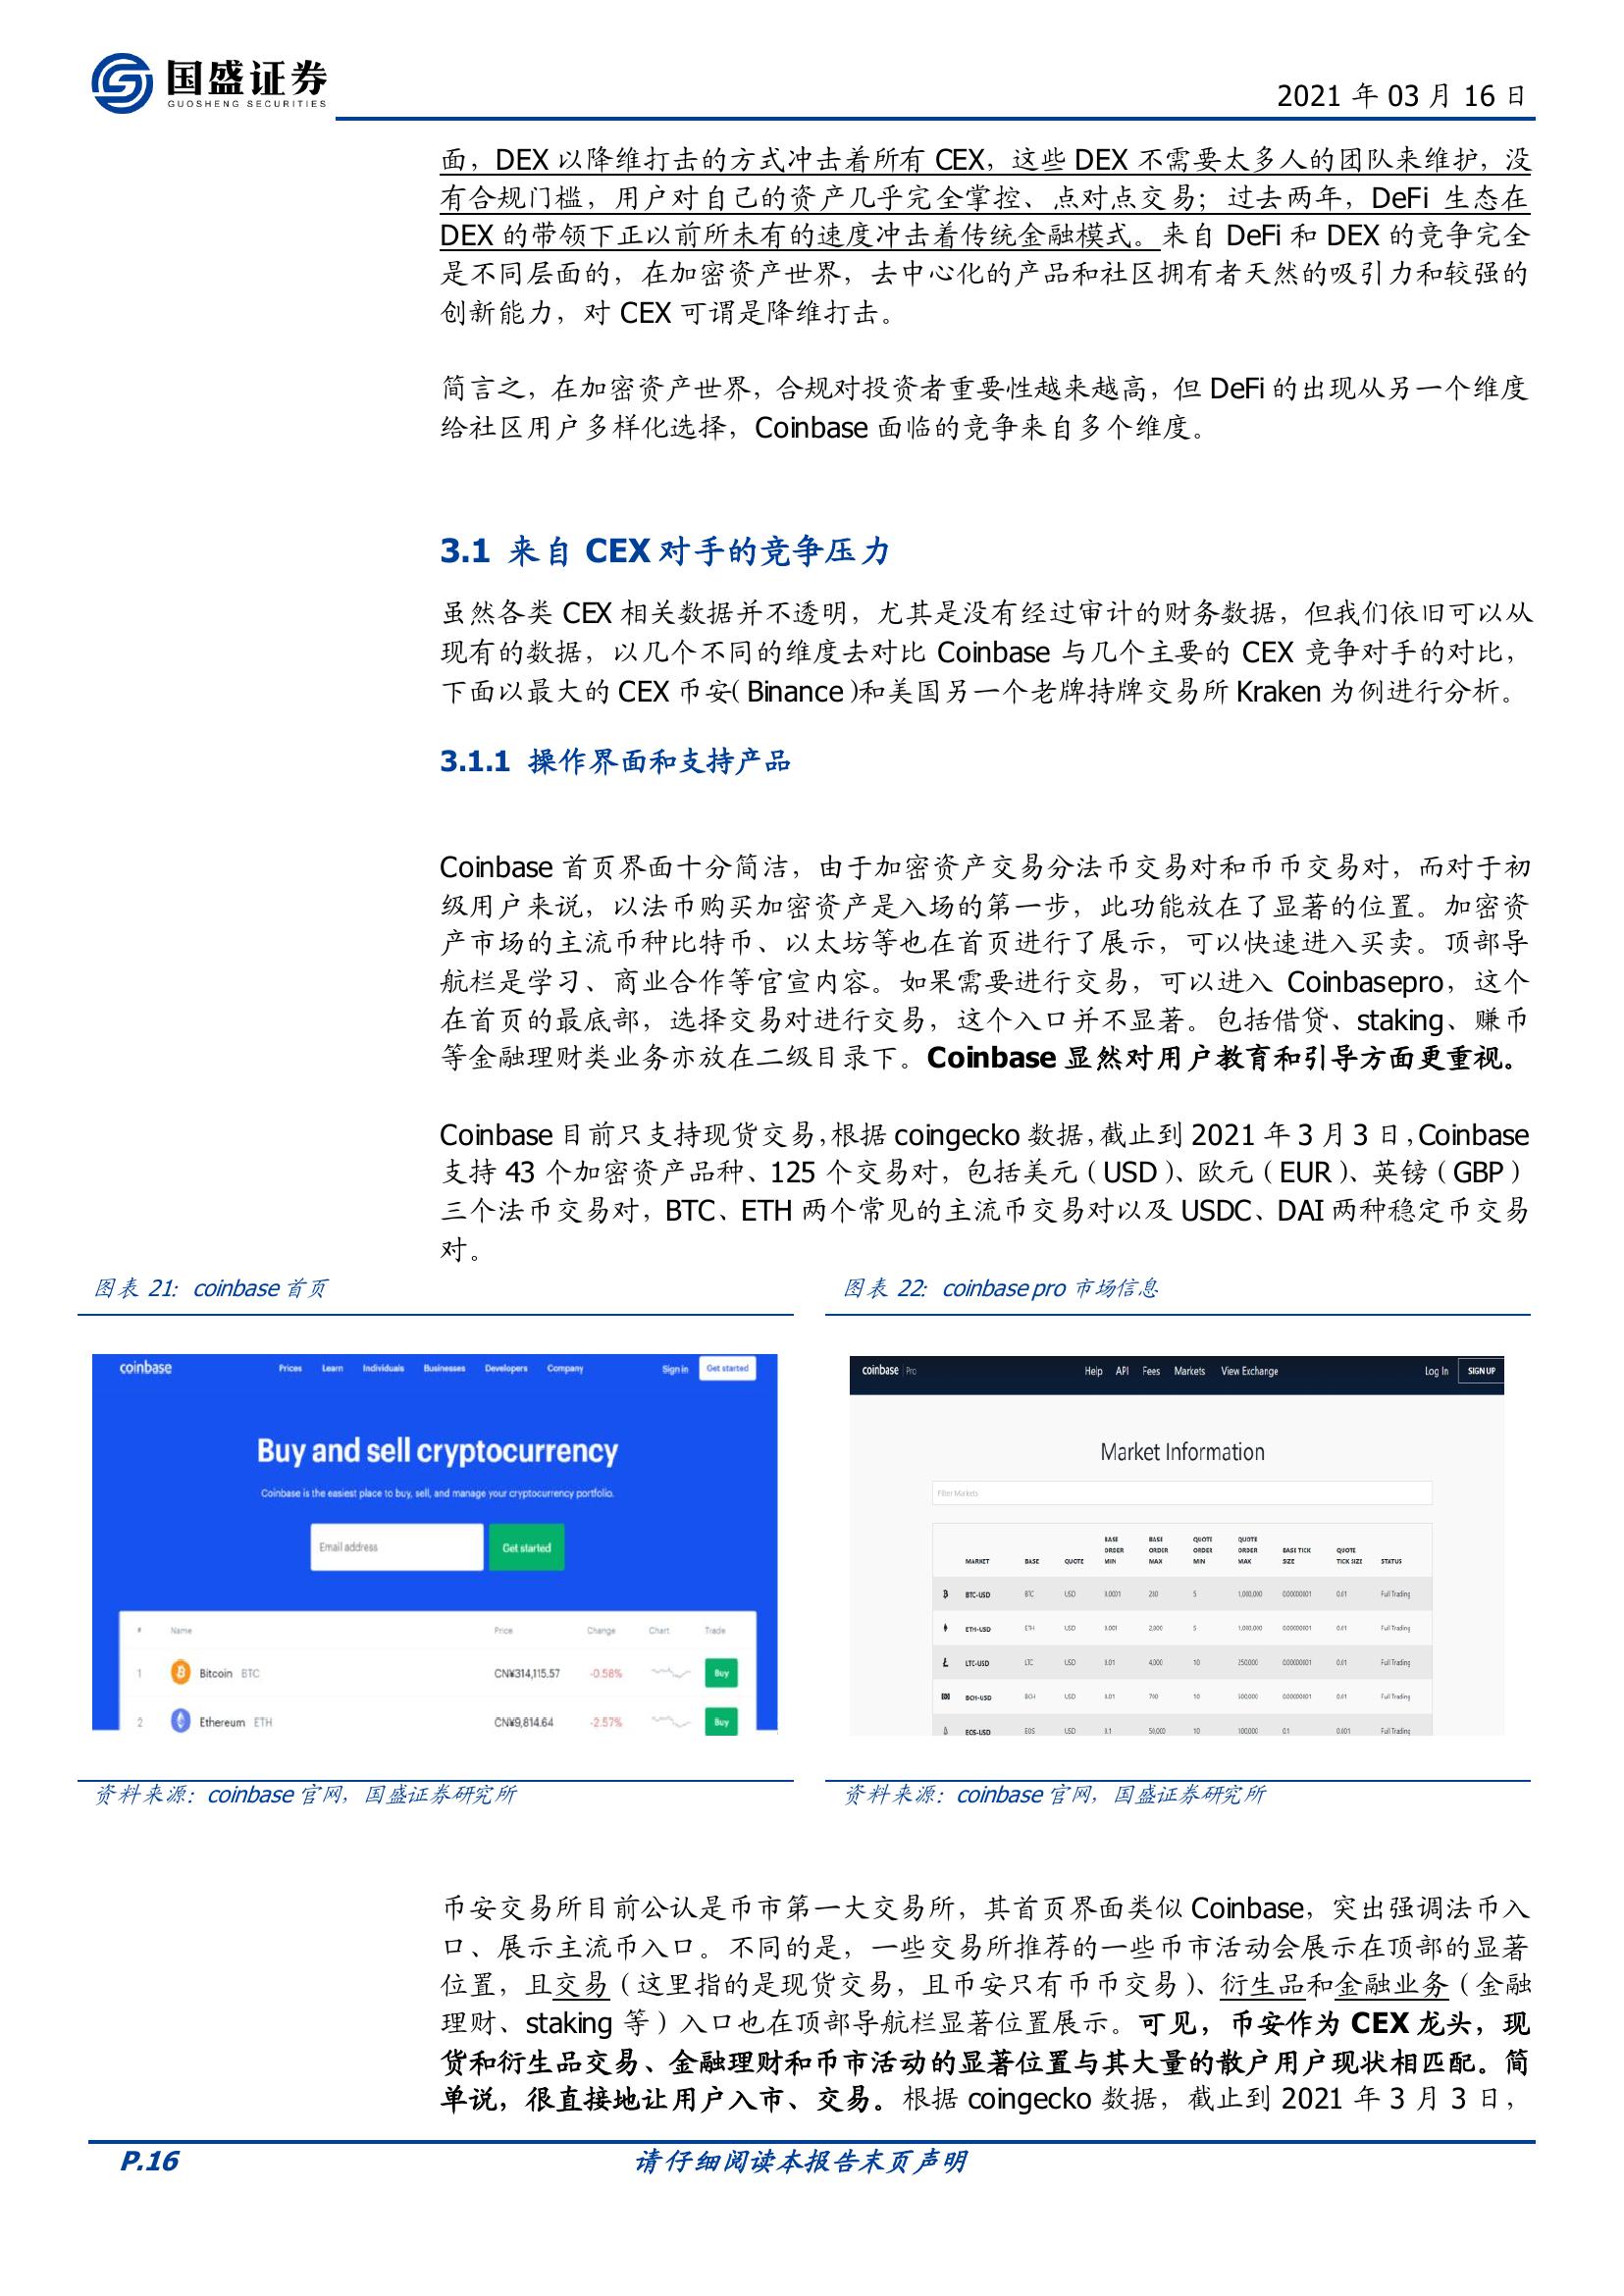 国盛证券
GUOSHENG SECURITIES
2021 年 03 月 16 日
面，DEX 以降维打击的方式冲击着所有 CEX，这些 DEX 不需要太多人的团队来维护，没
有合规门槛，用户对自己的资产几乎完全掌控、点对点交易；过去两年，DeFi 生态在
DEX 的带领下正以前所未有的速度冲击着传统金融模式。来自 DeFi 和 DEX 的竞争完全
是不同层面的，在加密资产世界，去中心化的产品和社区拥有者天然的吸引力和较强的
创新能力，对 CEX 可谓是降维打击。
简言之，在加密资产世界，合规对投资者重要性越来越高，但 DeFi 的出现从另一个维度
给社区用户多样化选择，Coinbase 面临的竞争来自多个维度。
3.1 来自 CEX 对手的竞争压力
虽然各类 CEX 相关数据并不透明，尤其是没有经过审计的财务数据，但我们依旧可以从
现有的数据，以几个不同的维度去对比 Coinbase 与几个主要的 CEX 竞争对手的对比，
下面以最大的 CEX 币安（Binance）和美国另一个老牌持牌交易所 Kraken 为例进行分析。
3.1.1 操作界面和支持产品
Coinbase 首页界面十分简洁，由于加密资产交易分法币交易对和币币交易对，而对于初
级用户来说，以法币购买加密资产是入场的第一步，此功能放在了显著的位置。加密资
产市场的主流币种比特币、以太坊等也在首页进行了展示，可以快速进入买卖。顶部导
航栏是学习、商业合作等官宣内容。如果需要进行交易，可以进入 Coinbasepro，这个
在首页的最底部，选择交易对进行交易，这个入口并不显著。包括借贷、staking、赚币
等金融理财类业务亦放在二级目录下。Coinbase 显然对用户教育和引导方面更重视。
Coinbase 目前只支持现货交易，根据 coingecko 数据，截止到 2021 年 3 月 3 日，Coinbase
支持 43 个加密资产品种、125 个交易对，包括美元（USD）、欧元（EUR）、英镑（GBP）
三个法币交易对，BTC、ETH 两个常见的主流币交易对以及 USDC、DAI 两种稳定币交易
对。
图表 21：coinbase 首页
图表 22：coinbase pro 市场信息
coinbase Prices Learn Individuals Businesses Developers Company Sign in Get started
Buy and sell cryptocurrency
Coinbase is the easiest place to buy, sell, and manage your cryptocurrency portfolio.
Email address Get started
# Name Price Change Chart Trade
1 Bitcoin BTC CN¥314,115.57 -0.58% Buy
2 Ethereum ETH CN¥9,814.64 -2.57% Buy
coinbase Pro Help API Fees Markets View Exchange Log In SIGN UP
Market Information
Filter Markets
MARKET BASE QUOTE BASE ORDER MIN BASE ORDER MAX QUOTE ORDER MIN QUOTE ORDER MAX BASE TICK SIZE QUOTE TICK SIZE STATUS
BTC-USD BTC USD 0.0001 280 5 1,000,000 0.00000001 0.01 Full Trading
ETH-USD ETH USD 0.001 2,800 5 1,000,000 0.00000001 0.01 Full Trading
LTC-USD LTC USD 0.01 4,000 10 250,000 0.00000001 0.01 Full Trading
BCH-USD BCH USD 0.01 700 10 0.00000001 0.01 Full Trading
EOS-USD EOS USD 0.1 50,000 10 100,000 0.1 0.001 Full Trading
资料来源：coinbase 官网，国盛证券研究所
资料来源：coinbase 官网，国盛证券研究所
币安交易所目前公认是币市第一大交易所，其首页界面类似 Coinbase，突出强调法币入
口、展示主流币入口。不同的是，一些交易所推荐的一些币市活动会展示在顶部的显著
位置，且交易（这里指的是现货交易，且币安只有币币交易）、衍生品和金融业务（金融
理财、staking 等）入口也在顶部导航栏显著位置展示。可见，币安作为 CEX 龙头，现
货和衍生品交易、金融理财和币市活动的显著位置与其大量的散户用户现状相匹配。简
单说，很直接地让用户入市、交易。根据 coingecko 数据，截止到 2021 年 3 月 3 日，
P.16
请仔细阅读本报告末页声明